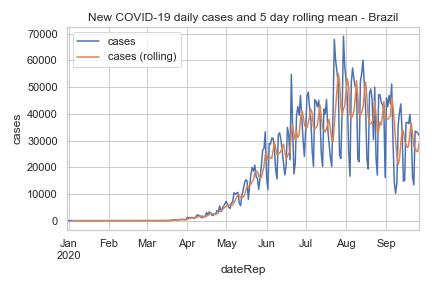 New COVID-19 daily cases and 5 day rolling mean - Brazil
cases
cases (rolling)
70000
60000
50000
40000
30000
20000
10000
0
cases
Jan Feb Mar Apr May Jun Jul Aug Sep
2020
dateRep